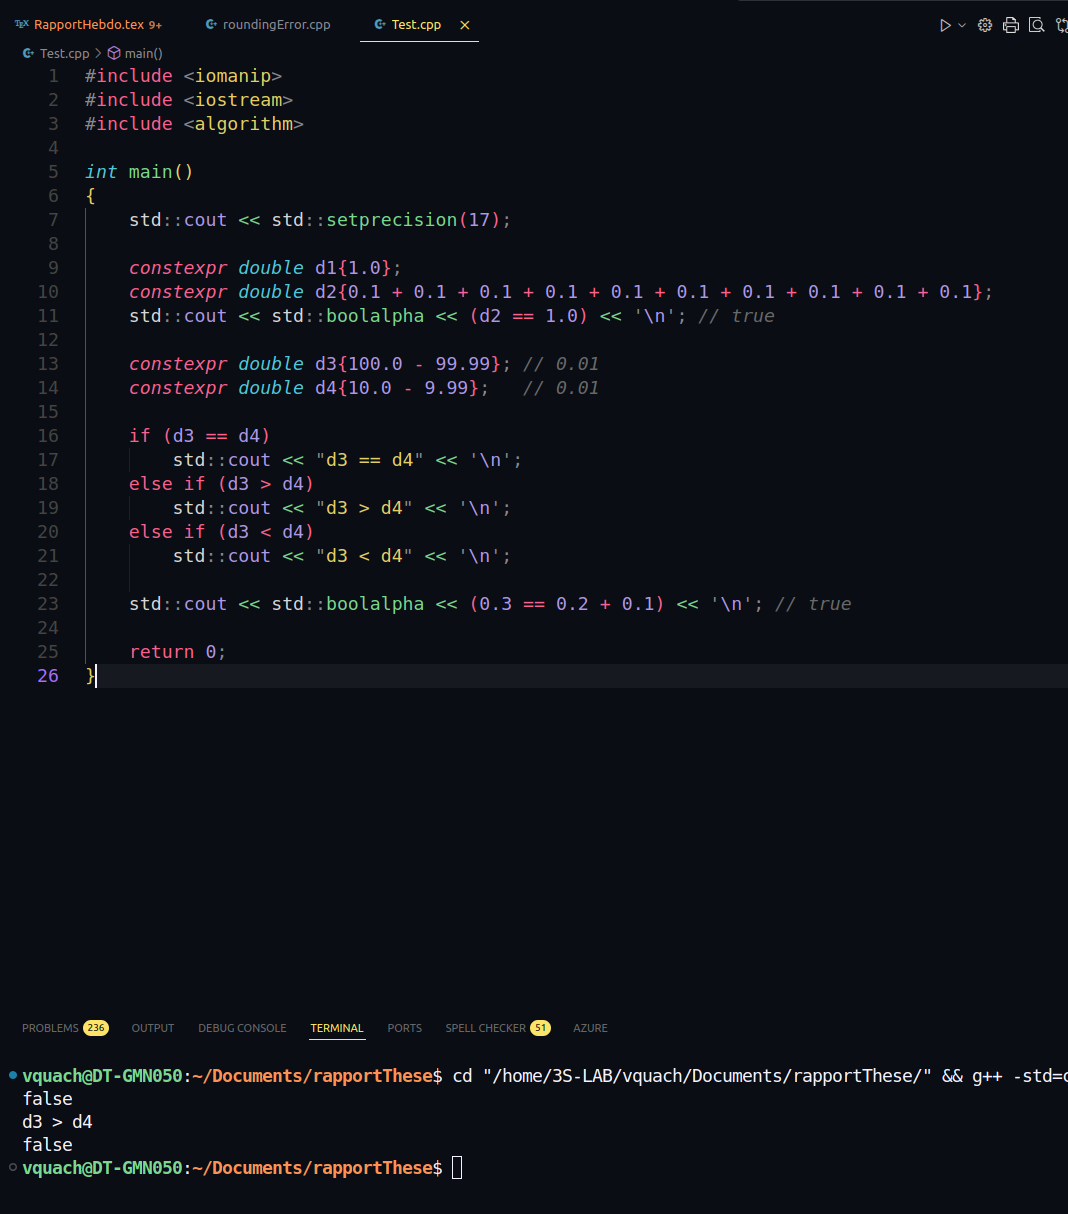 TEX RapportHebdo.tex 9+ roundingError.cpp Test.cpp ×
Test.cpp > main()
1 #include <iomanip>
2 #include <iostream>
3 #include <algorithm>
4
5 int main()
6 {
7     std::cout << std::setprecision(17);
8
9     constexpr double d1{1.0};
10     constexpr double d2{0.1 + 0.1 + 0.1 + 0.1 + 0.1 + 0.1 + 0.1 + 0.1 + 0.1 + 0.1};
11     std::cout << std::boolalpha << (d2 == 1.0) << '\n'; // true
12
13     constexpr double d3{100.0 - 99.99}; // 0.01
14     constexpr double d4{10.0 - 9.99};   // 0.01
15
16     if (d3 == d4)
17         std::cout << "d3 == d4" << '\n';
18     else if (d3 > d4)
19         std::cout << "d3 > d4" << '\n';
20     else if (d3 < d4)
21         std::cout << "d3 < d4" << '\n';
22
23     std::cout << std::boolalpha << (0.3 == 0.2 + 0.1) << '\n'; // true
24
25     return 0;
26 }
PROBLEMS 236 OUTPUT DEBUG CONSOLE TERMINAL PORTS SPELL CHECKER 51 AZURE
vquach@DT-GMN050:~/Documents/rapportThese$ cd "/home/3S-LAB/vquach/Documents/rapportThese/" && g++ -std=c
false
d3 > d4
false
vquach@DT-GMN050:~/Documents/rapportThese$